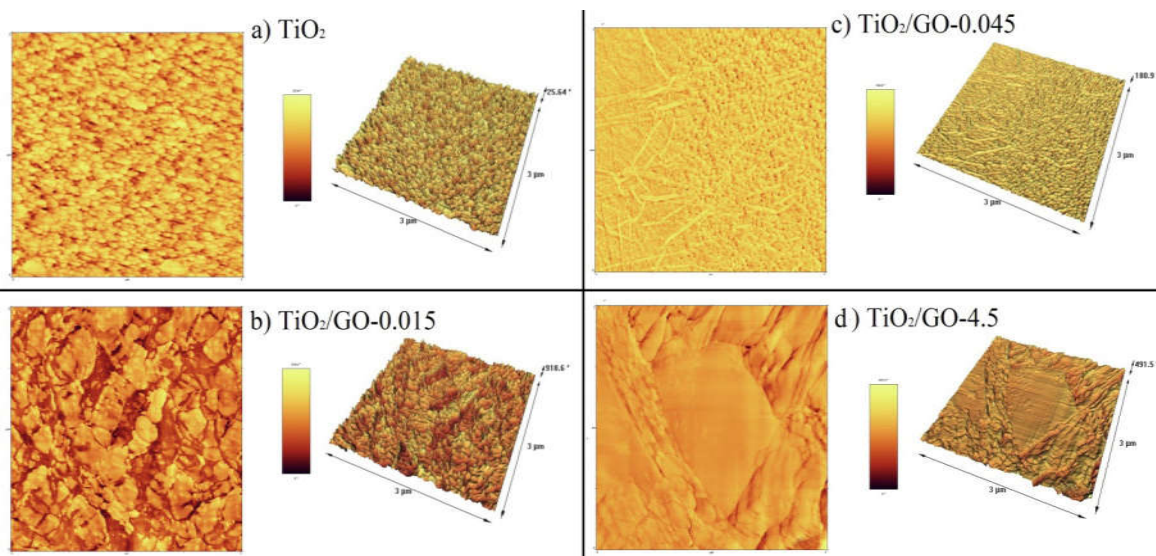 a) TiO₂
25.64 °
3 µm
3 µm
b) TiO₂/GO-0.015
918.6 °
3 µm
3 µm
c) TiO₂/GO-0.045
180.9
3 µm
3 µm
d) TiO₂/GO-4.5
491.5
3 µm
3 µm